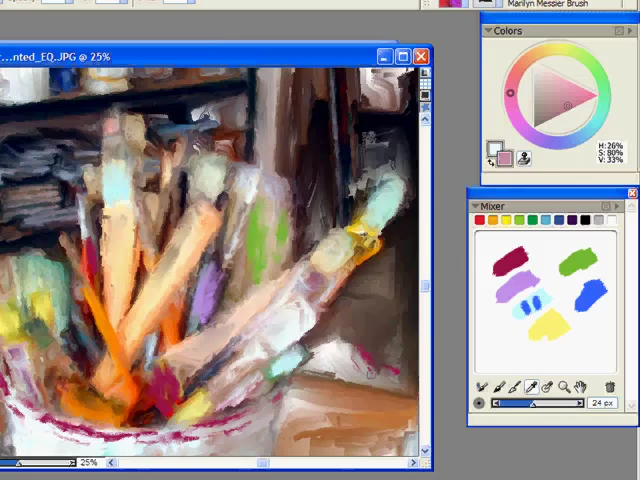 Marilyn Messier Brush
...nted_EQ.JPG @ 25%
Colors
H: 26%
S: 80%
V: 33%
Mixer
24 px
25%